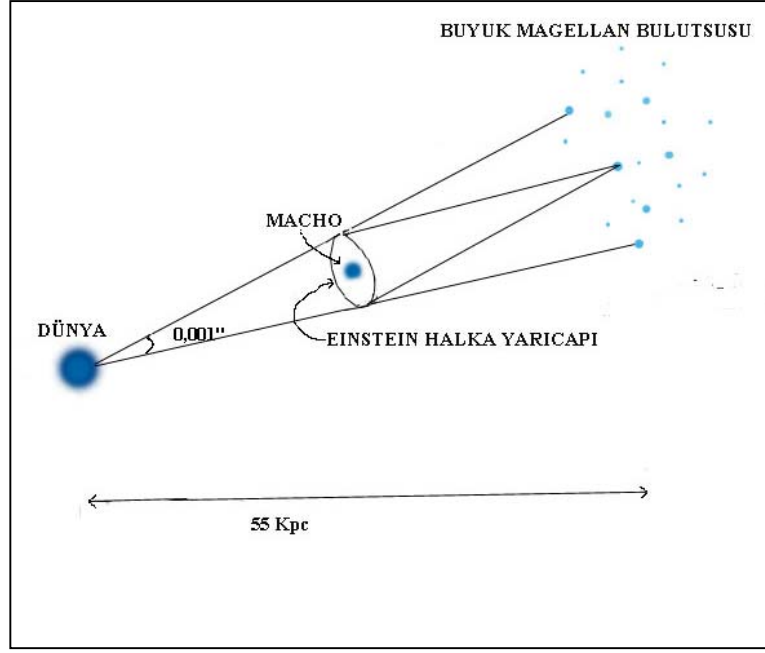 BUYUK MAGELLAN BULUTSUSU
MACHO
DÜNYA
0,001"
EINSTEIN HALKA YARICAPI
55 Kpc